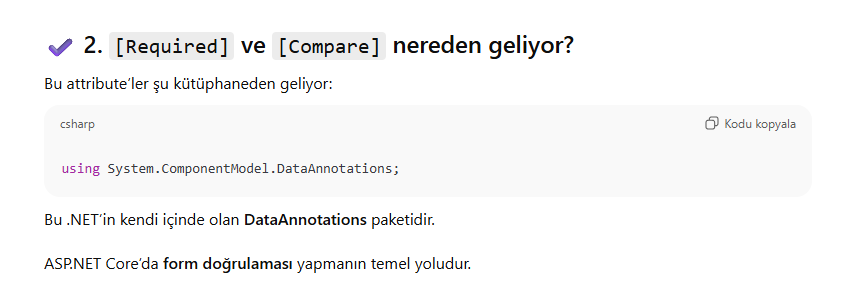 ✔ 2. [Required] ve [Compare] nereden geliyor?
Bu attribute’ler şu kütüphaneden geliyor:
csharp
Kodu kopyala
using System.ComponentModel.DataAnnotations;
Bu .NET’in kendi içinde olan DataAnnotations paketidir.
ASP.NET Core’da form doğrulaması yapmanın temel yoludur.